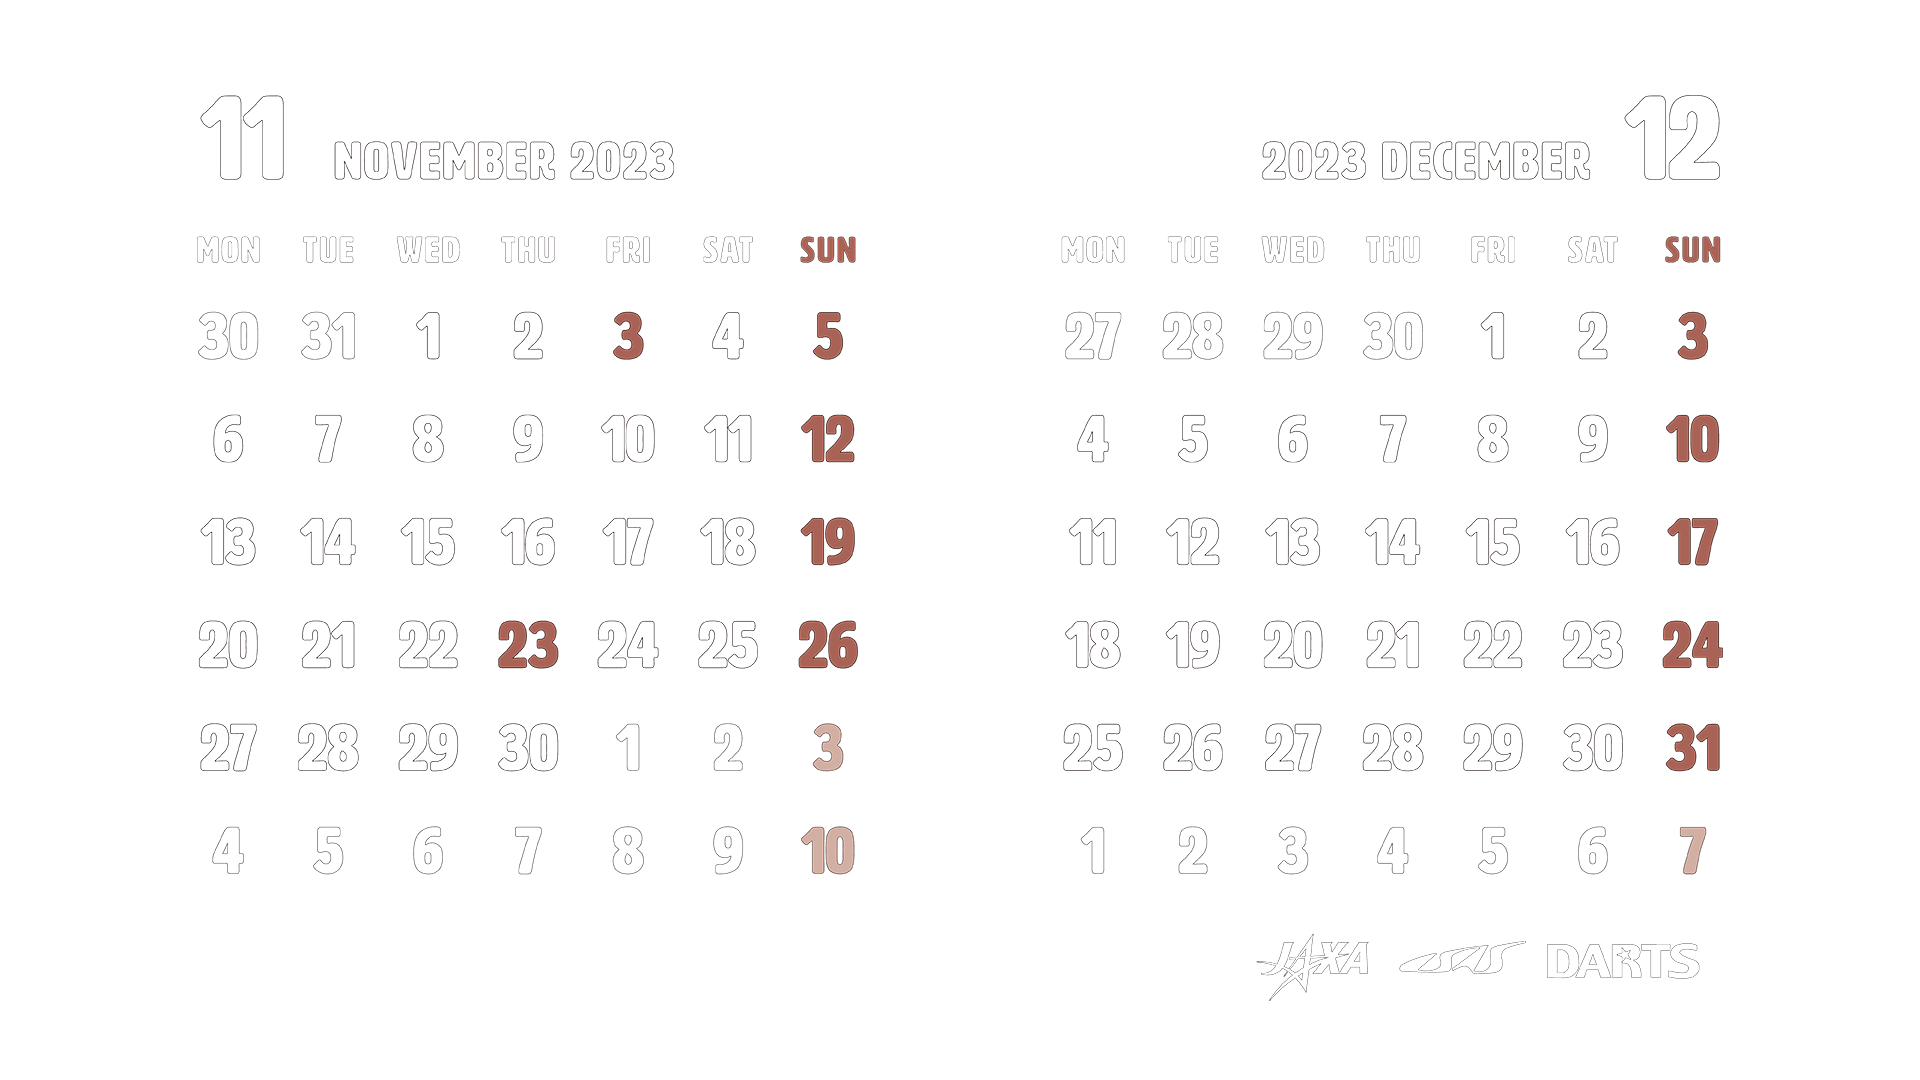 11 NOVEMBER 2023
MON TUE WED THU FRI SAT SUN
30 31 1 2 3 4 5
6 7 8 9 10 11 12
13 14 15 16 17 18 19
20 21 22 23 24 25 26
27 28 29 30 1 2 3
4 5 6 7 8 9 10
2023 DECEMBER 12
MON TUE WED THU FRI SAT SUN
27 28 29 30 1 2 3
4 5 6 7 8 9 10
11 12 13 14 15 16 17
18 19 20 21 22 23 24
25 26 27 28 29 30 31
1 2 3 4 5 6 7
JAXA ISAS DARTS